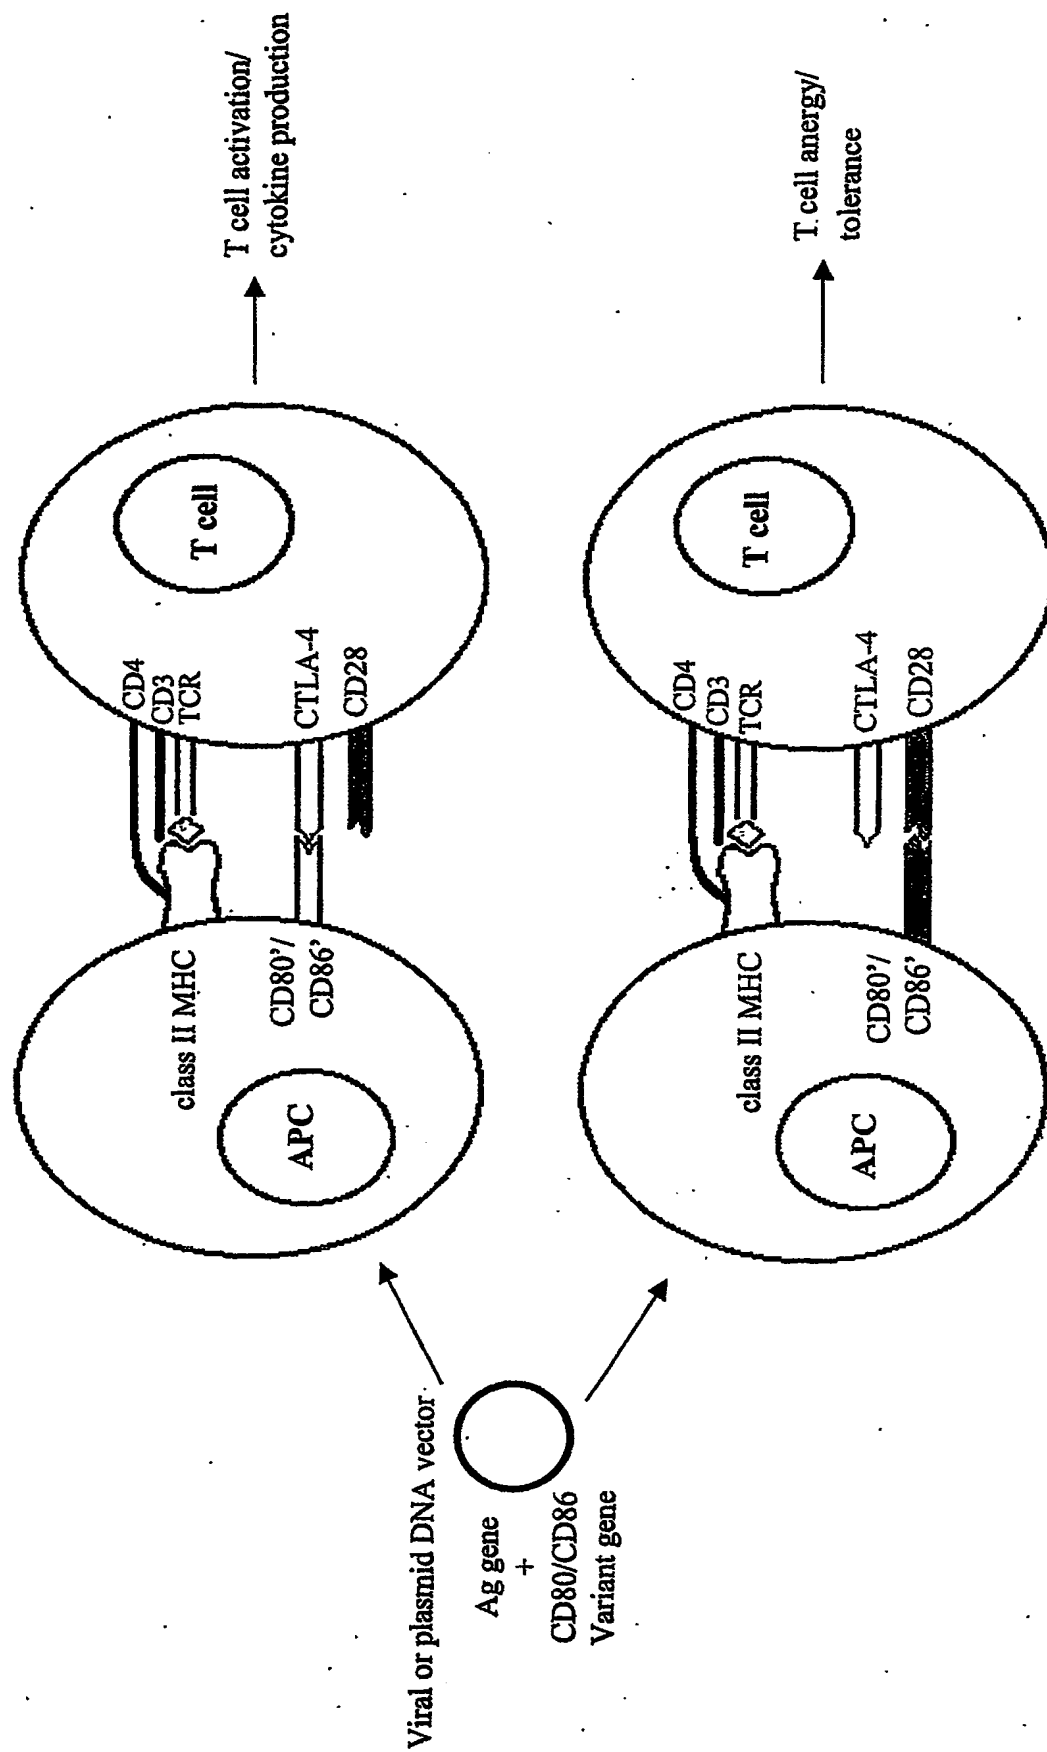 Viral or plasmid DNA vector
Ag gene
+
CD80/CD86
Variant gene
APC
class II MHC
CD80’/
CD86’
CD4
CD3
TCR
CTLA-4
CD28
T cell
T cell activation/
cytokine production
APC
class II MHC
CD80’/
CD86’
CD4
CD3
TCR
CTLA-4
CD28
T cell
T cell anergy/
tolerance